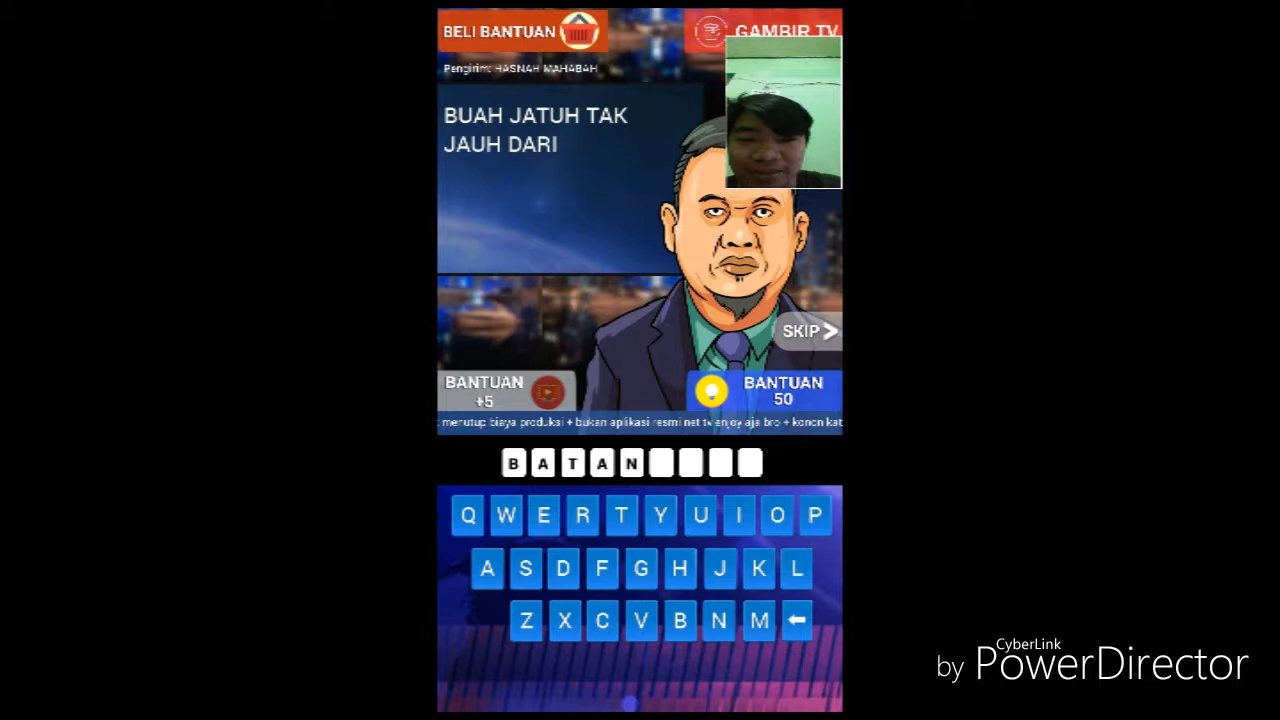 BELI BANTUAN
GAMBIR TV
Pengirim: HASNAH MAHABAH
BUAH JATUH TAK
JAUH DARI
SKIP >
BANTUAN
+5
BANTUAN
50
menutup biaya produksi + bukan aplikasi resmi net tv enjoy aja bro + konon kat
B A T A N
Q W E R T Y U I O P
A S D F G H J K L
Z X C V B N M ←
CyberLink
by PowerDirector